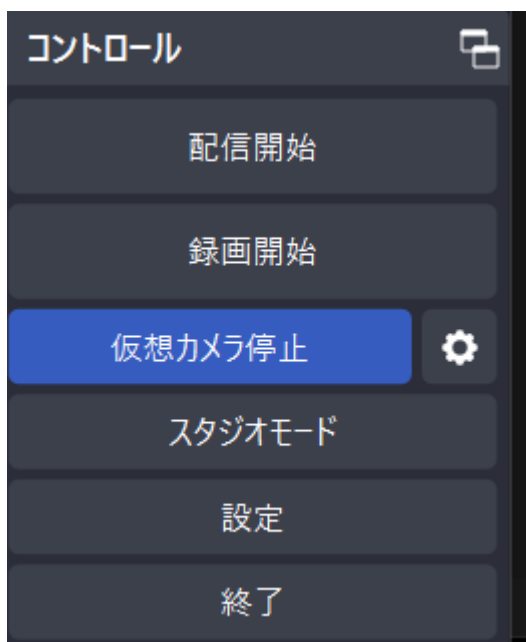 コントロール
配信開始
録画開始
仮想カメラ停止
スタジオモード
設定
終了